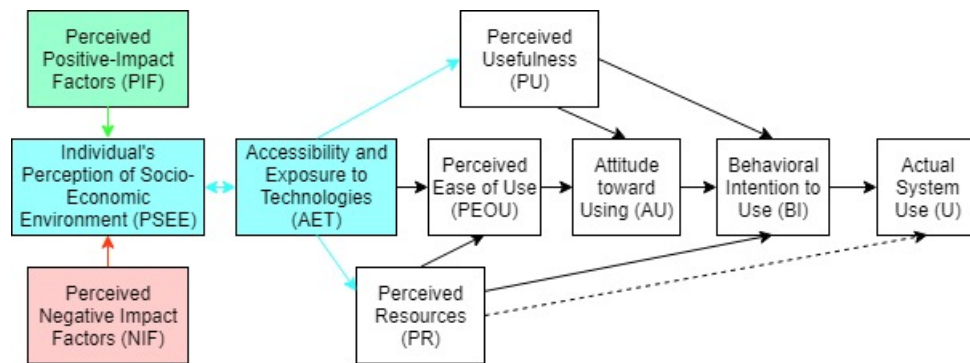 Perceived
Positive-Impact
Factors (PIF)
Perceived
Usefulness
(PU)
Individual's
Perception of Socio-
Economic
Environment (PSEE)
Accessibility and
Exposure to
Technologies
(AET)
Perceived
Ease of Use
(PEOU)
Attitude
toward
Using (AU)
Behavioral
Intention to
Use (BI)
Actual
System
Use (U)
Perceived
Negative Impact
Factors (NIF)
Perceived
Resources
(PR)